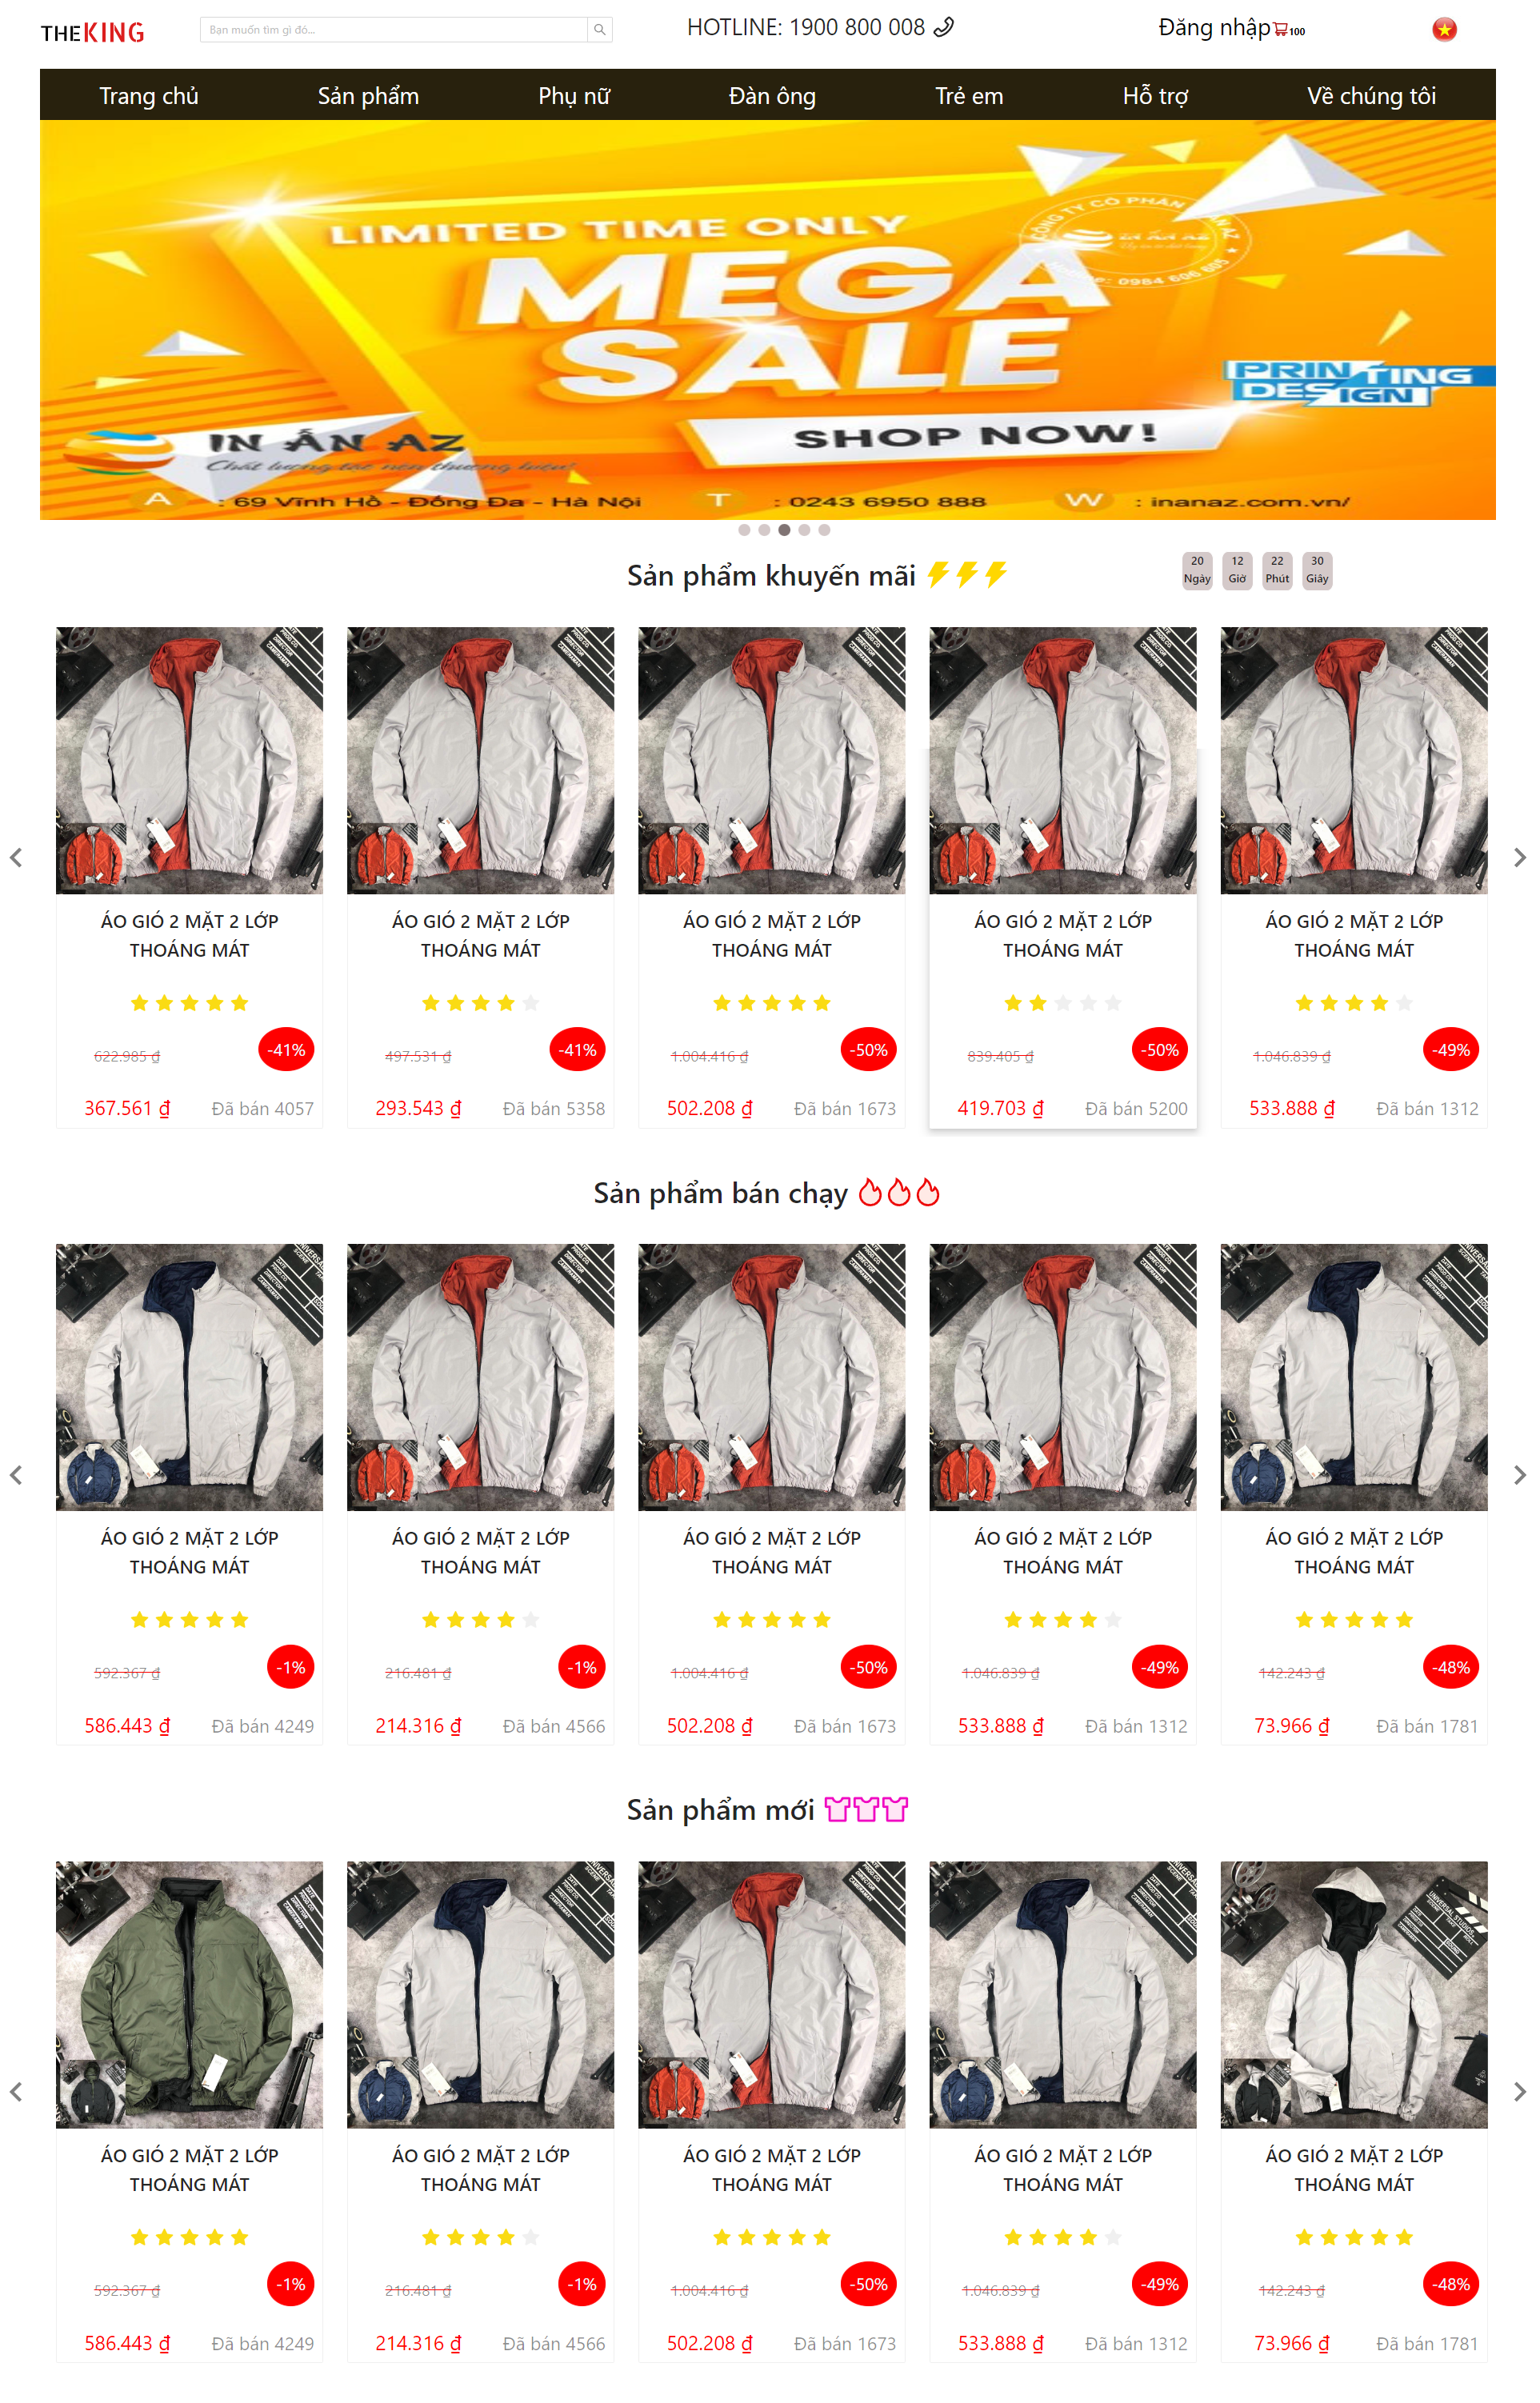 THEKING
Bạn muốn tìm gì đó...
HOTLINE: 1900 800 008
Đăng nhập
100
Trang chủ
Sản phẩm
Phụ nữ
Đàn ông
Trẻ em
Hỗ trợ
Về chúng tôi
LIMITED TIME ONLY
MEGA
SALE
SHOP NOW!
PRINTING
DESIGN
IN ẤN AZ
A : 69 Vĩnh Hồ - Đống Đa - Hà Nội
T : 0243 6950 888
W : inanaz.com.vn/
Sản phẩm khuyến mãi
20 12 22 30
Ngày Giờ Phút Giây
ÁO GIÓ 2 MẶT 2 LỚP
THOÁNG MÁT
622.985 ₫
-41%
367.561 ₫
Đã bán 4057
ÁO GIÓ 2 MẶT 2 LỚP
THOÁNG MÁT
497.531 ₫
-41%
293.543 ₫
Đã bán 5358
ÁO GIÓ 2 MẶT 2 LỚP
THOÁNG MÁT
1.004.416 ₫
-50%
502.208 ₫
Đã bán 1673
ÁO GIÓ 2 MẶT 2 LỚP
THOÁNG MÁT
839.405 ₫
-50%
419.703 ₫
Đã bán 5200
ÁO GIÓ 2 MẶT 2 LỚP
THOÁNG MÁT
1.046.839 ₫
-49%
533.888 ₫
Đã bán 1312
Sản phẩm bán chạy
ÁO GIÓ 2 MẶT 2 LỚP
THOÁNG MÁT
592.367 ₫
-1%
586.443 ₫
Đã bán 4249
ÁO GIÓ 2 MẶT 2 LỚP
THOÁNG MÁT
216.481 ₫
-1%
214.316 ₫
Đã bán 4566
ÁO GIÓ 2 MẶT 2 LỚP
THOÁNG MÁT
1.004.416 ₫
-50%
502.208 ₫
Đã bán 1673
ÁO GIÓ 2 MẶT 2 LỚP
THOÁNG MÁT
1.046.839 ₫
-49%
533.888 ₫
Đã bán 1312
ÁO GIÓ 2 MẶT 2 LỚP
THOÁNG MÁT
142.243 ₫
-48%
73.966 ₫
Đã bán 1781
Sản phẩm mới
ÁO GIÓ 2 MẶT 2 LỚP
THOÁNG MÁT
592.367 ₫
-1%
586.443 ₫
Đã bán 4249
ÁO GIÓ 2 MẶT 2 LỚP
THOÁNG MÁT
216.481 ₫
-1%
214.316 ₫
Đã bán 4566
ÁO GIÓ 2 MẶT 2 LỚP
THOÁNG MÁT
1.004.416 ₫
-50%
502.208 ₫
Đã bán 1673
ÁO GIÓ 2 MẶT 2 LỚP
THOÁNG MÁT
1.046.839 ₫
-49%
533.888 ₫
Đã bán 1312
ÁO GIÓ 2 MẶT 2 LỚP
THOÁNG MÁT
142.243 ₫
-48%
73.966 ₫
Đã bán 1781